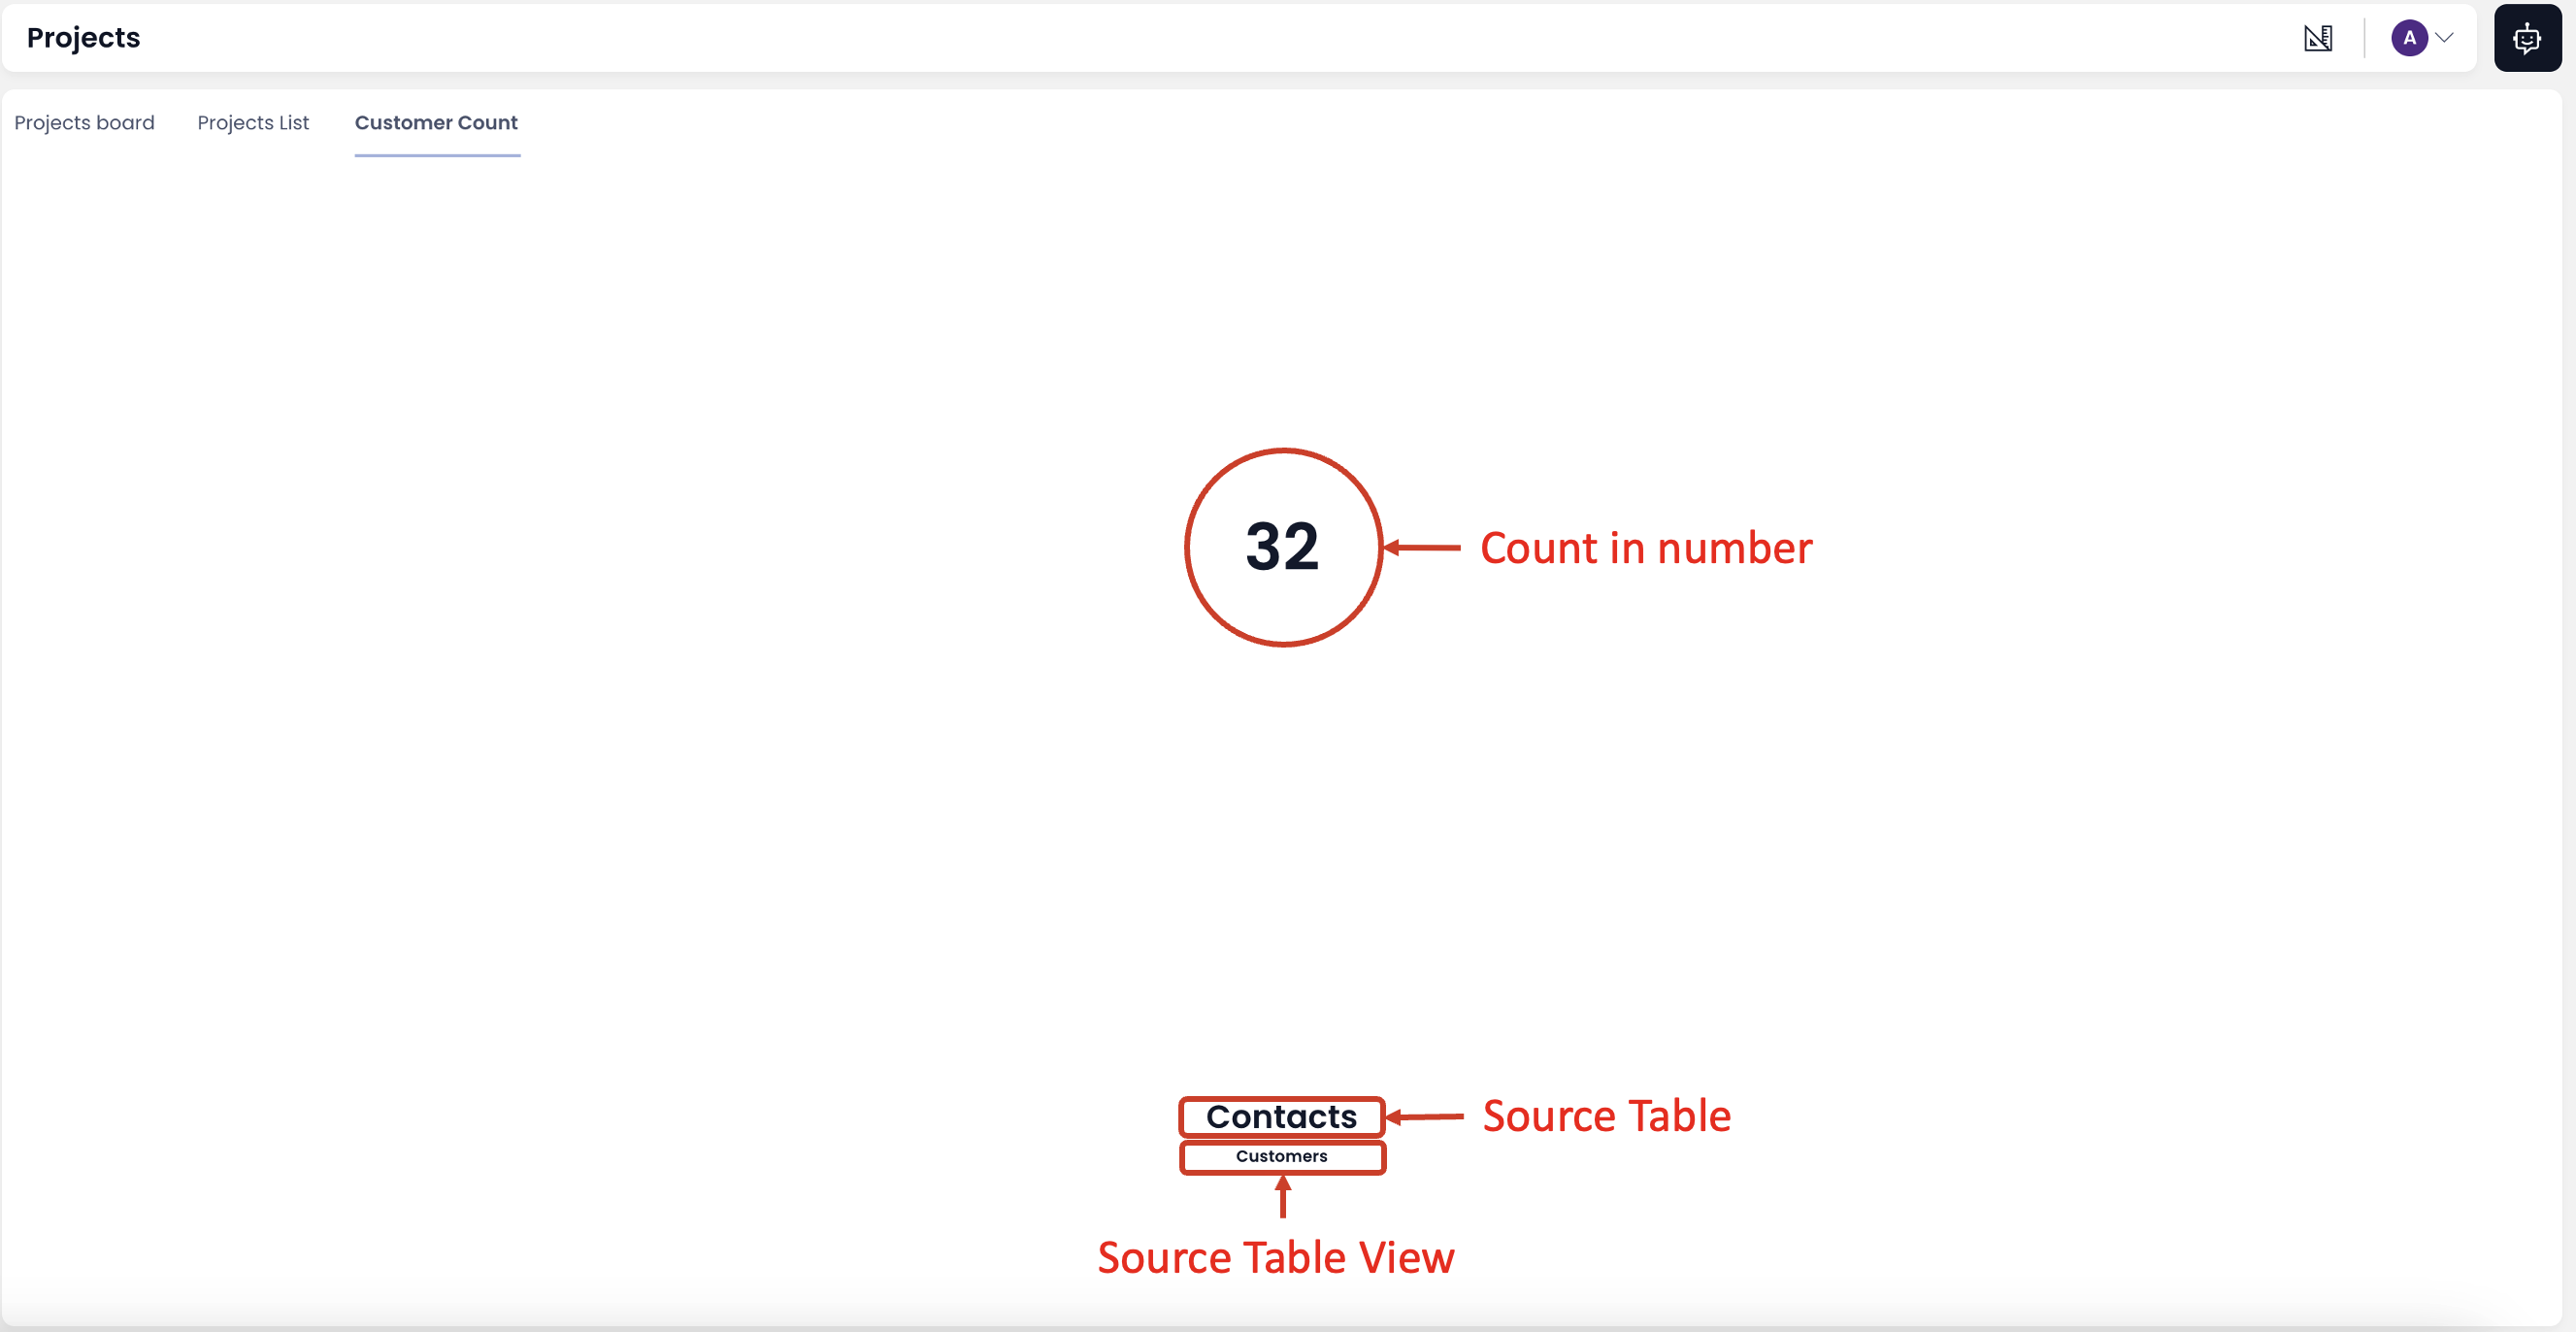 Projects
A
Projects board
Projects List
Customer Count
32
Count in number
Contacts
Source Table
Customers
Source Table View